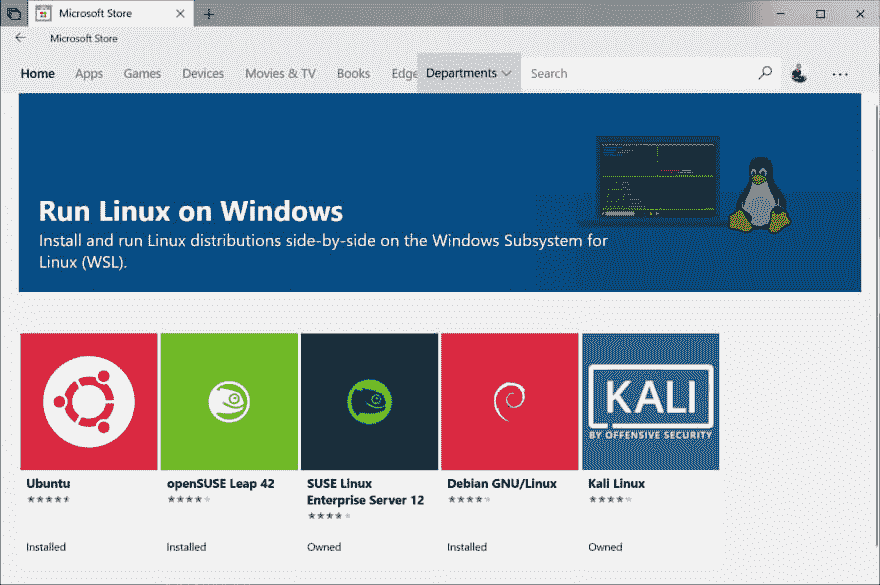 Microsoft Store
Microsoft Store
Home Apps Games Devices Movies & TV Books Edge Departments Search
Run Linux on Windows
Install and run Linux distributions side-by-side on the Windows Subsystem for
Linux (WSL).
KALI
BY OFFENSIVE SECURITY
Ubuntu openSUSE Leap 42 SUSE Linux Debian GNU/Linux Kali Linux
Enterprise Server 12
Installed Installed Owned Installed Owned